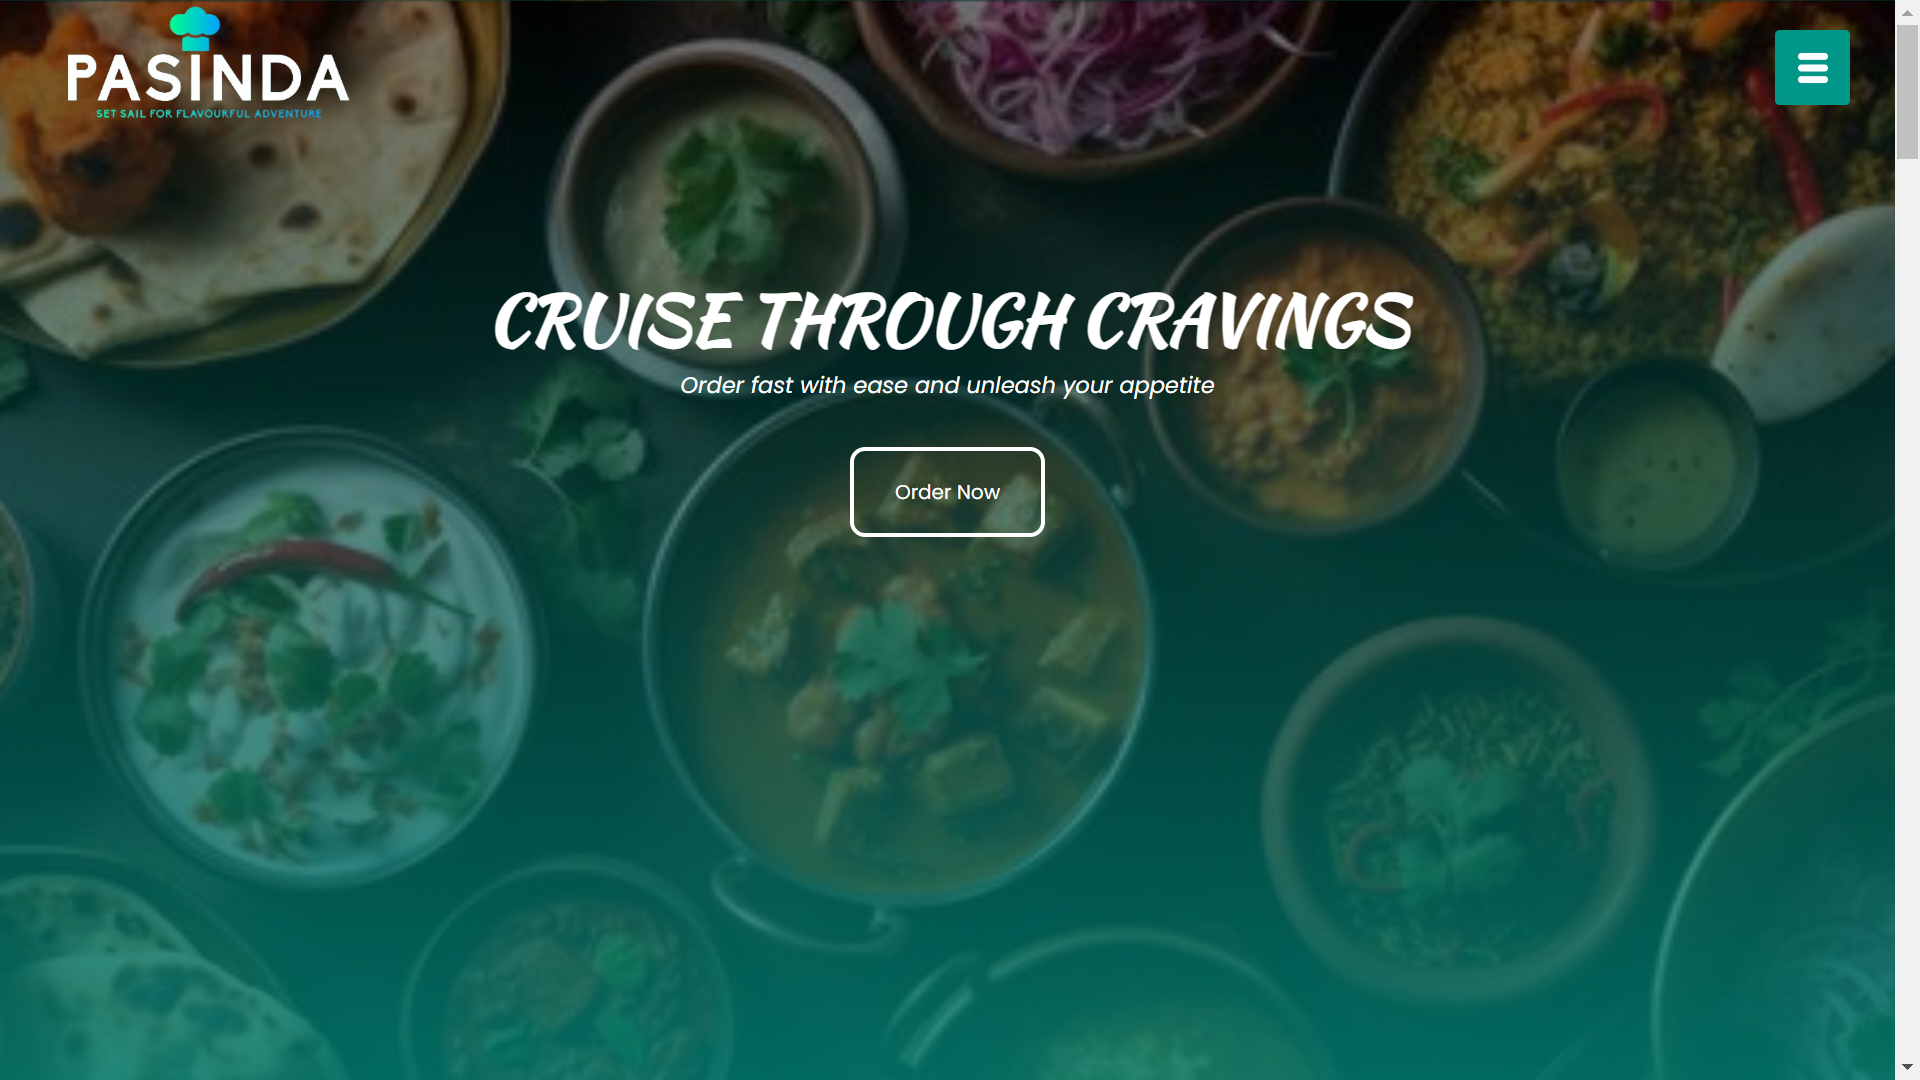 PASINDA
SET SAIL FOR FLAVOURFUL ADVENTURE
CRUISE THROUGH CRAVINGS
Order fast with ease and unleash your appetite
Order Now